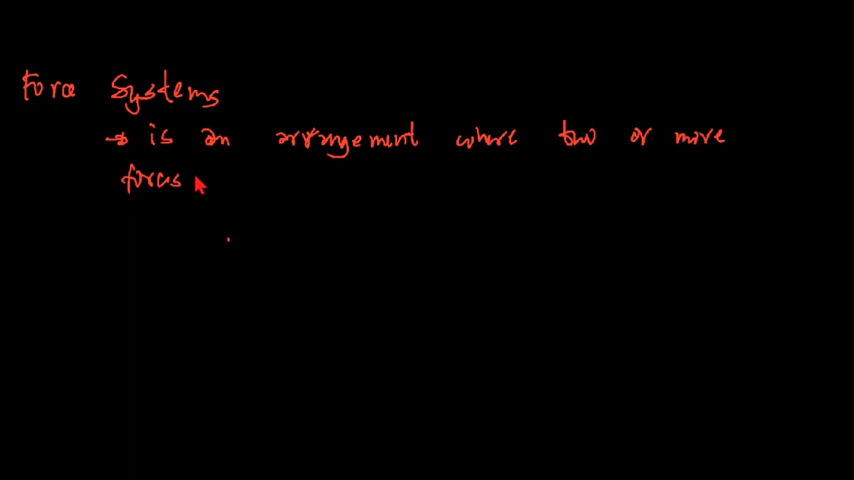 Force Systems
→ is an arrangement where two or more
forces